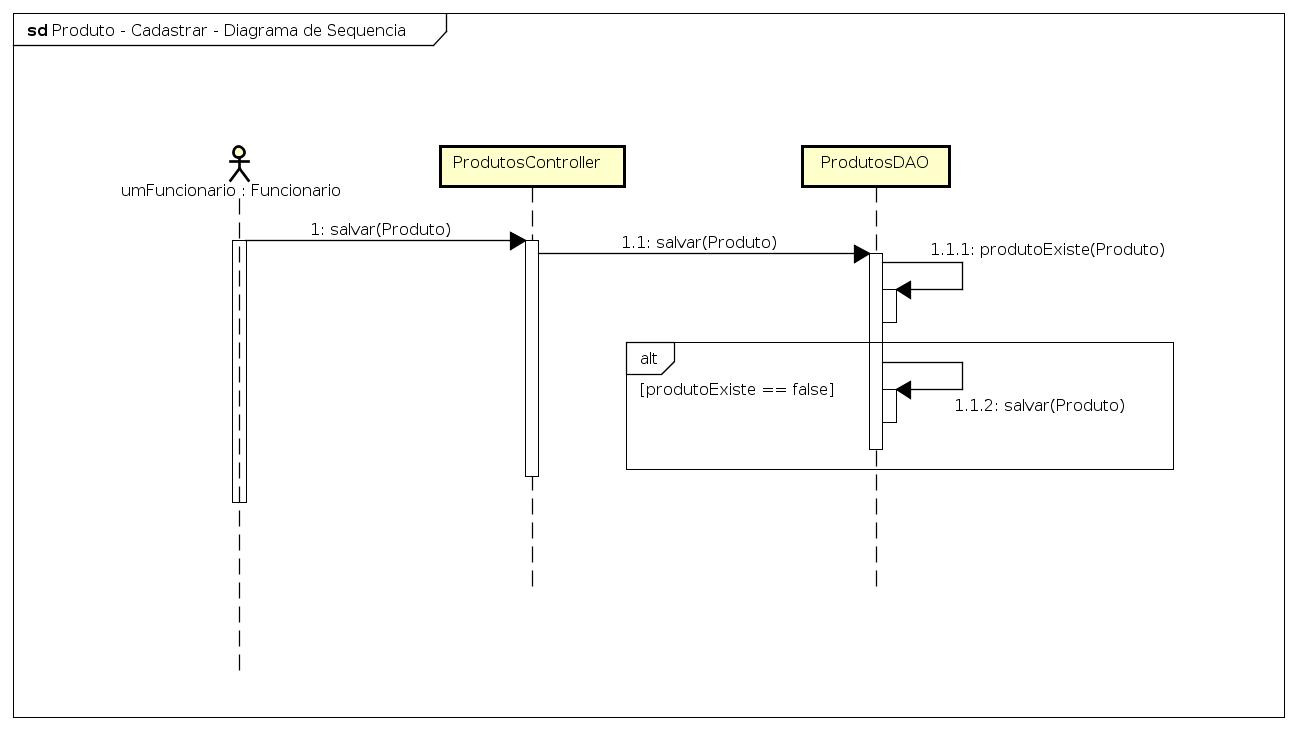 sd Produto - Cadastrar - Diagrama de Sequencia
umFuncionario : Funcionario
ProdutosController
ProdutosDAO
1: salvar(Produto)
1.1: salvar(Produto)
1.1.1: produtoExiste(Produto)
alt
[produtoExiste == false]
1.1.2: salvar(Produto)